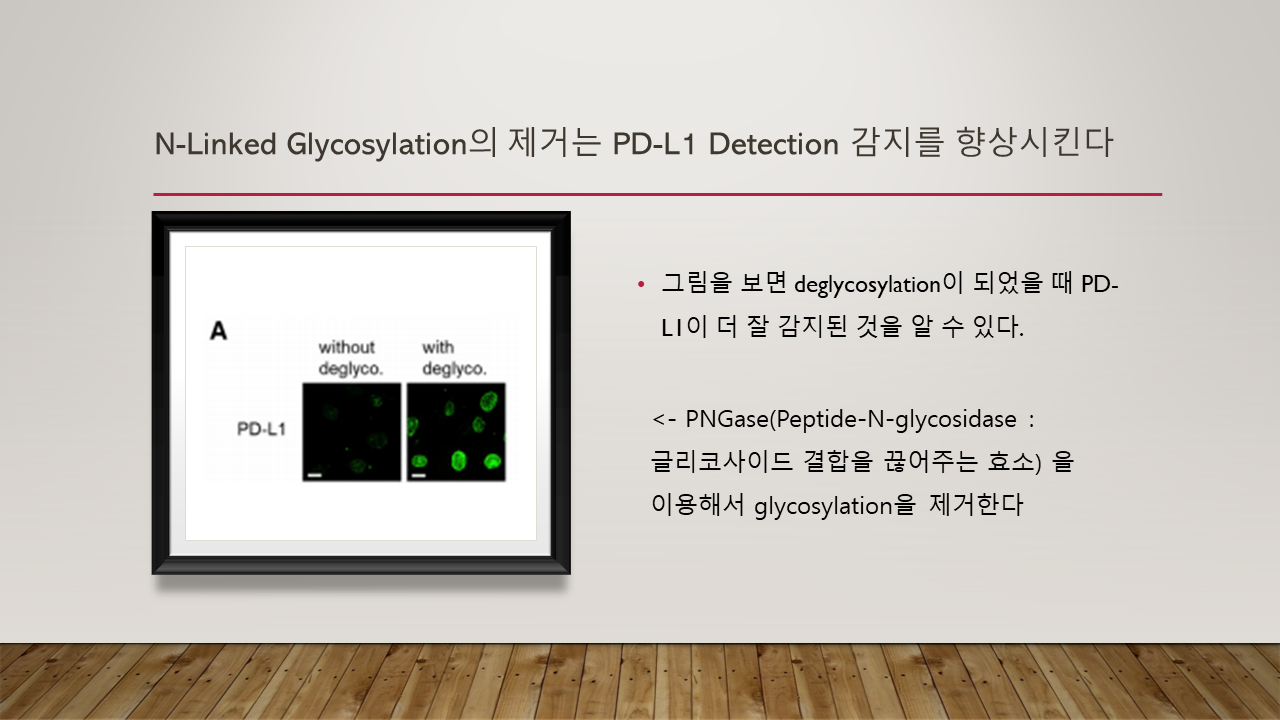 N-Linked Glycosylation의 제거는 PD-L1 Detection 감지를 향상시킨다
A
without deglyco.
with deglyco.
PD-L1
• 그림을 보면 deglycosylation이 되었을 때 PD-
L1이 더 잘 감지된 것을 알 수 있다.
<- PNGase(Peptide-N-glycosidase :
글리코사이드 결합을 끊어주는 효소) 을
이용해서 glycosylation을 제거한다